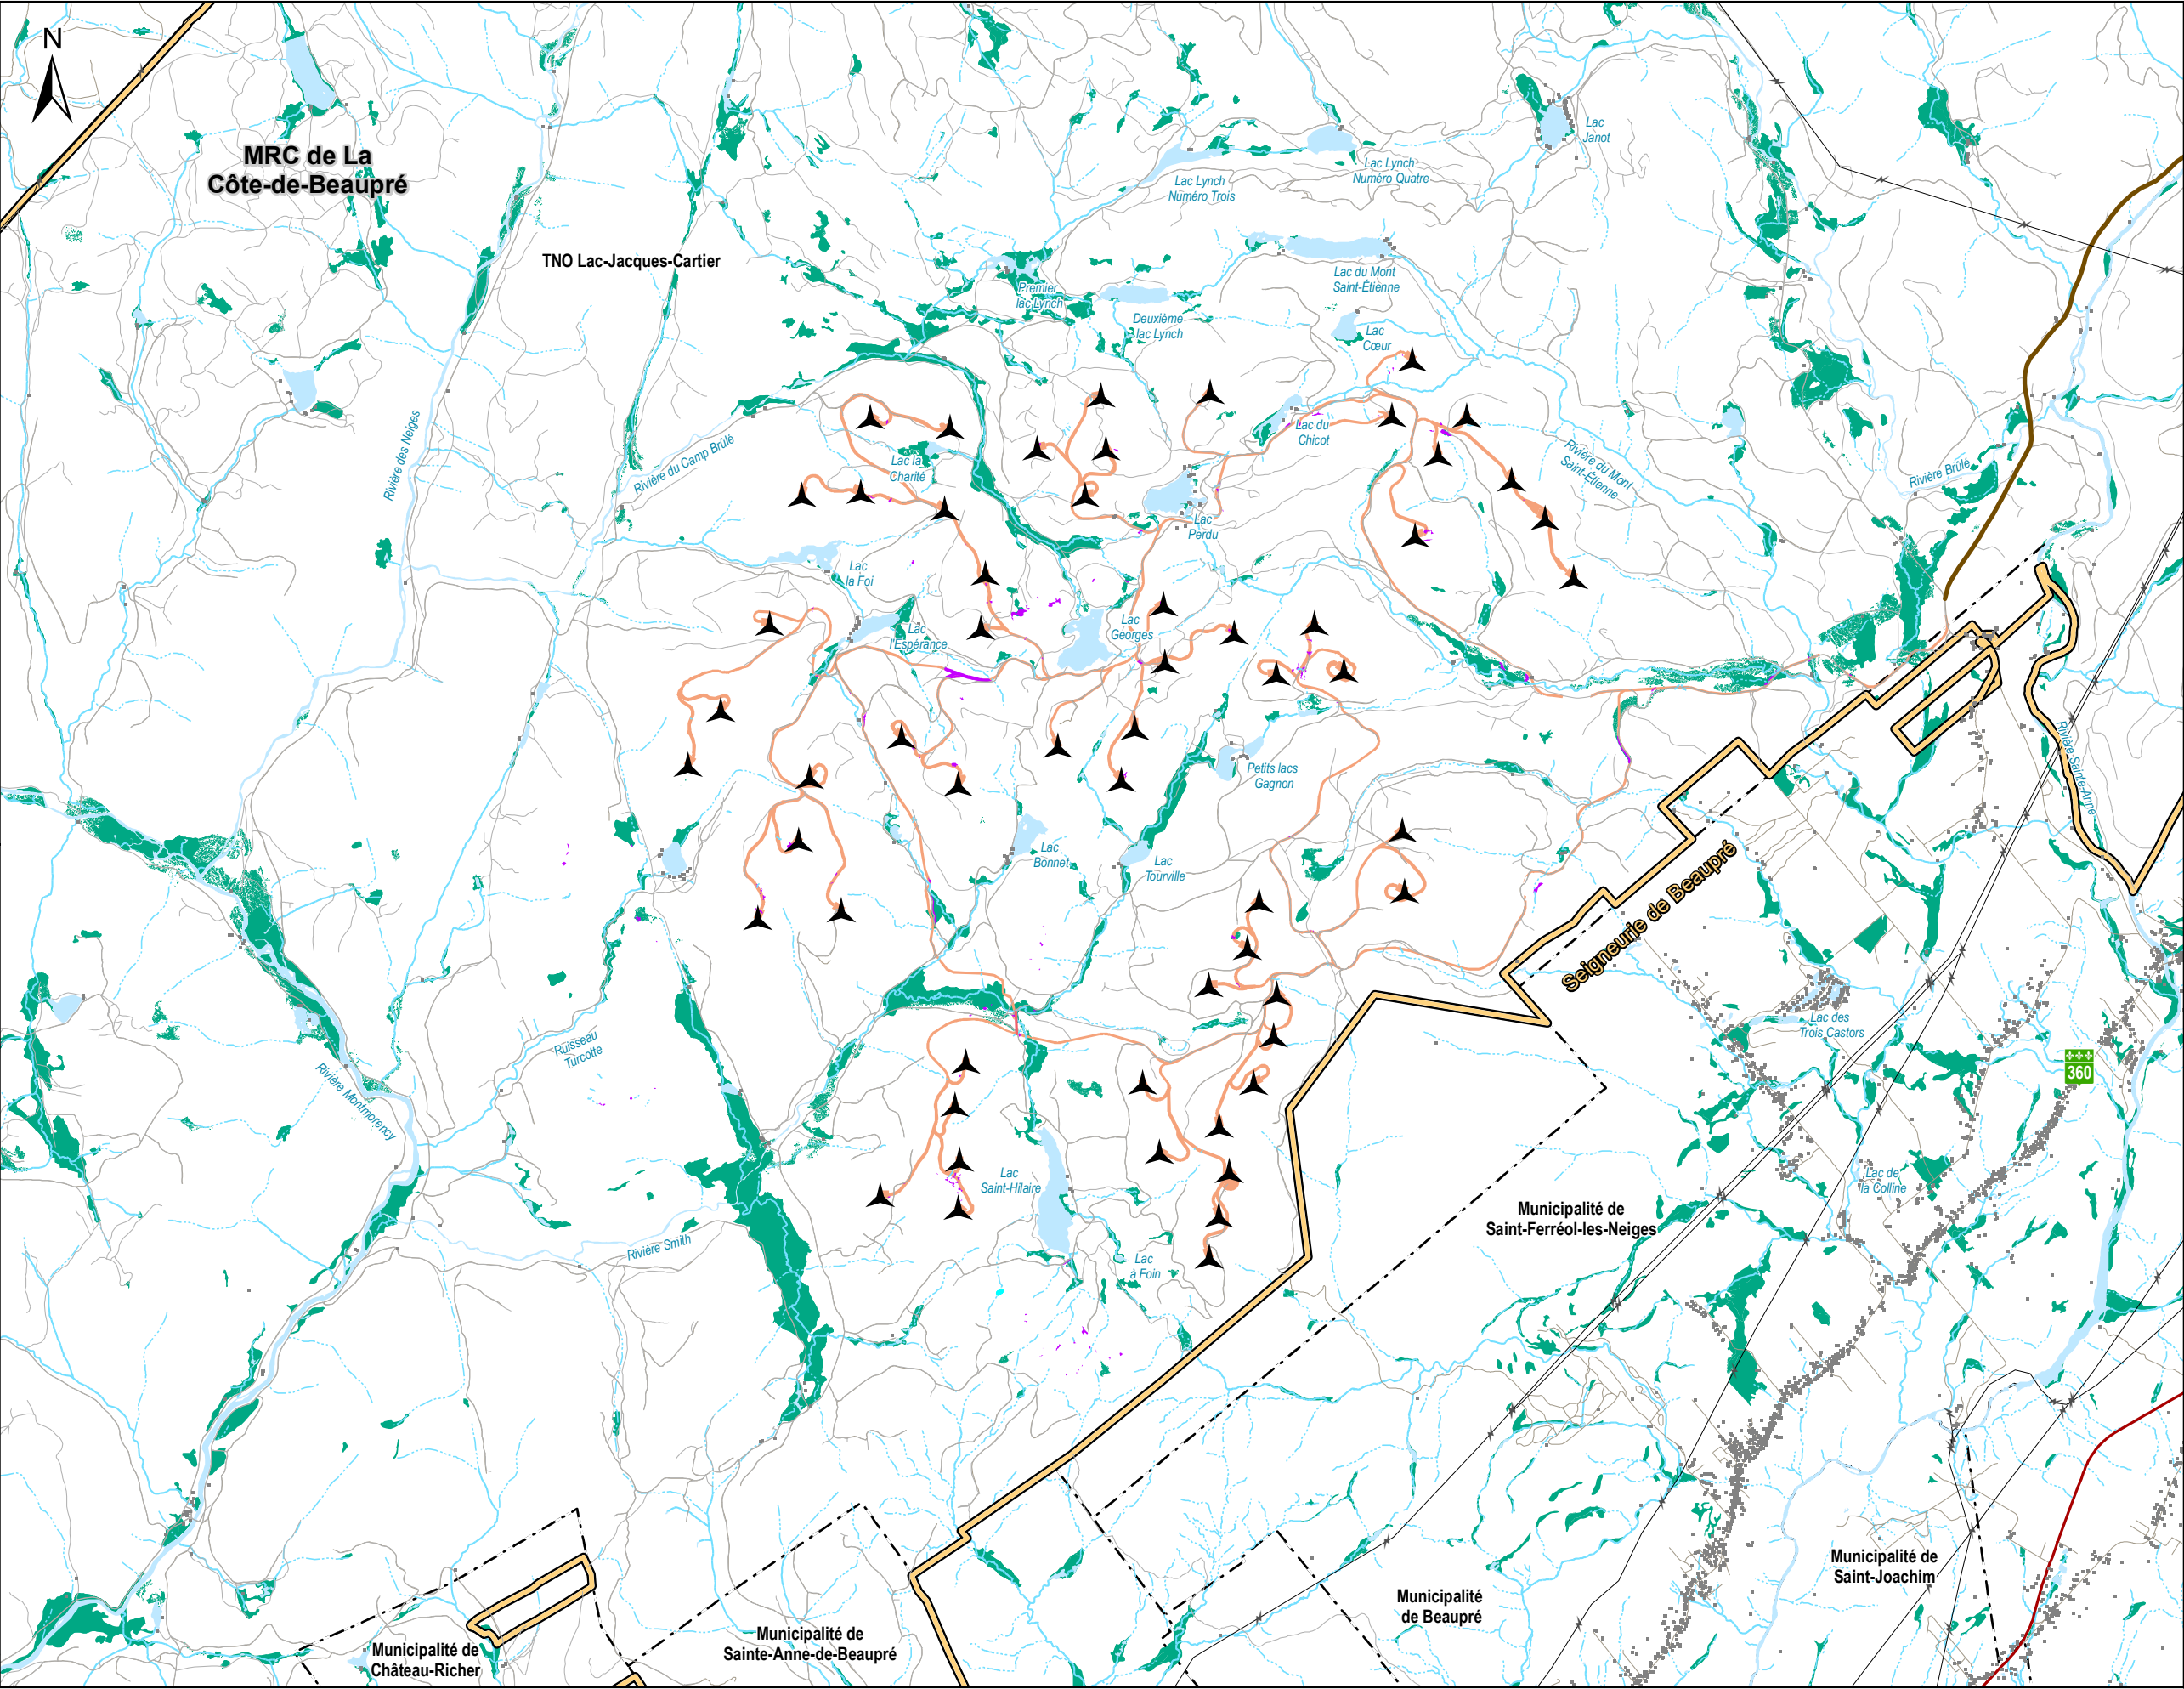 N
MRC de La
Côte-de-Beaupré
TNO Lac-Jacques-Cartier
Lac
Janot
Lac Lynch
Numéro Quatre
Lac Lynch
Numéro Trois
Lac du Mont
Saint-Étienne
Premier
lac Lynch
Deuxième
lac Lynch
Lac
Cœur
Rivière des Neiges
Rivière du Camp Brûlé
Lac la
Charité
Lac du
Chicot
Rivière du Mont
Saint-Étienne
Rivière Brûlé
Lac
Perdu
Lac
la Foi
Lac
l'Espérance
Lac
Georges
Rivière Sainte-Anne
Petits lacs
Gagnon
Lac
Bonnet
Lac
Tourville
Seigneurie de Beaupré
Lac des
Trois Castors
Ruisseau
Turcotte
Rivière Montmorency
360
Lac
Saint-Hilaire
Lac de
la Colline
Municipalité de
Saint-Ferréol-les-Neiges
Rivière Smith
Lac
à Foin
Municipalité de
Saint-Joachim
Municipalité
de Beaupré
Municipalité de
Sainte-Anne-de-Beaupré
Municipalité de
Château-Richer